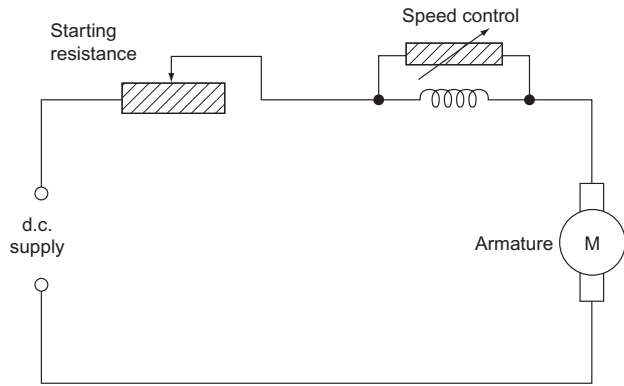 Speed control
Starting
resistance
d.c.
supply
Armature
M